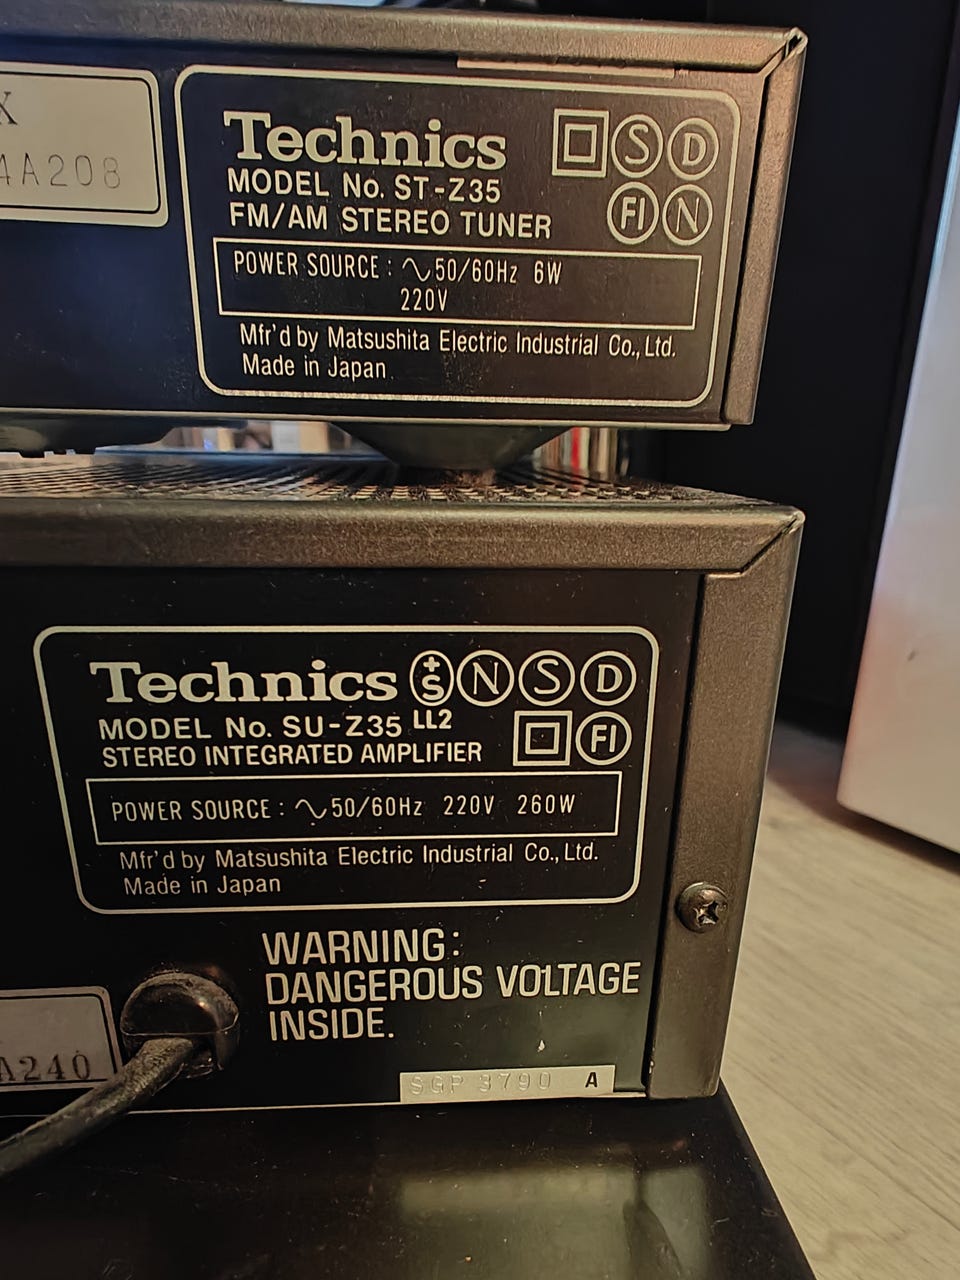 X
4A208
Technics
S D
MODEL No. ST-Z35
FI N
FM/AM STEREO TUNER
POWER SOURCE : ∿50/60Hz 6W
220V
Mfr'd by Matsushita Electric Industrial Co., Ltd.
Made in Japan
Technics +S N S D
MODEL No. SU-Z35 LL2
FI
STEREO INTEGRATED AMPLIFIER
POWER SOURCE : ∿50/60Hz 220V 260W
Mfr'd by Matsushita Electric Industrial Co., Ltd.
Made in Japan
WARNING:
DANGEROUS VOLTAGE
INSIDE.
A240
SGP 3790 A